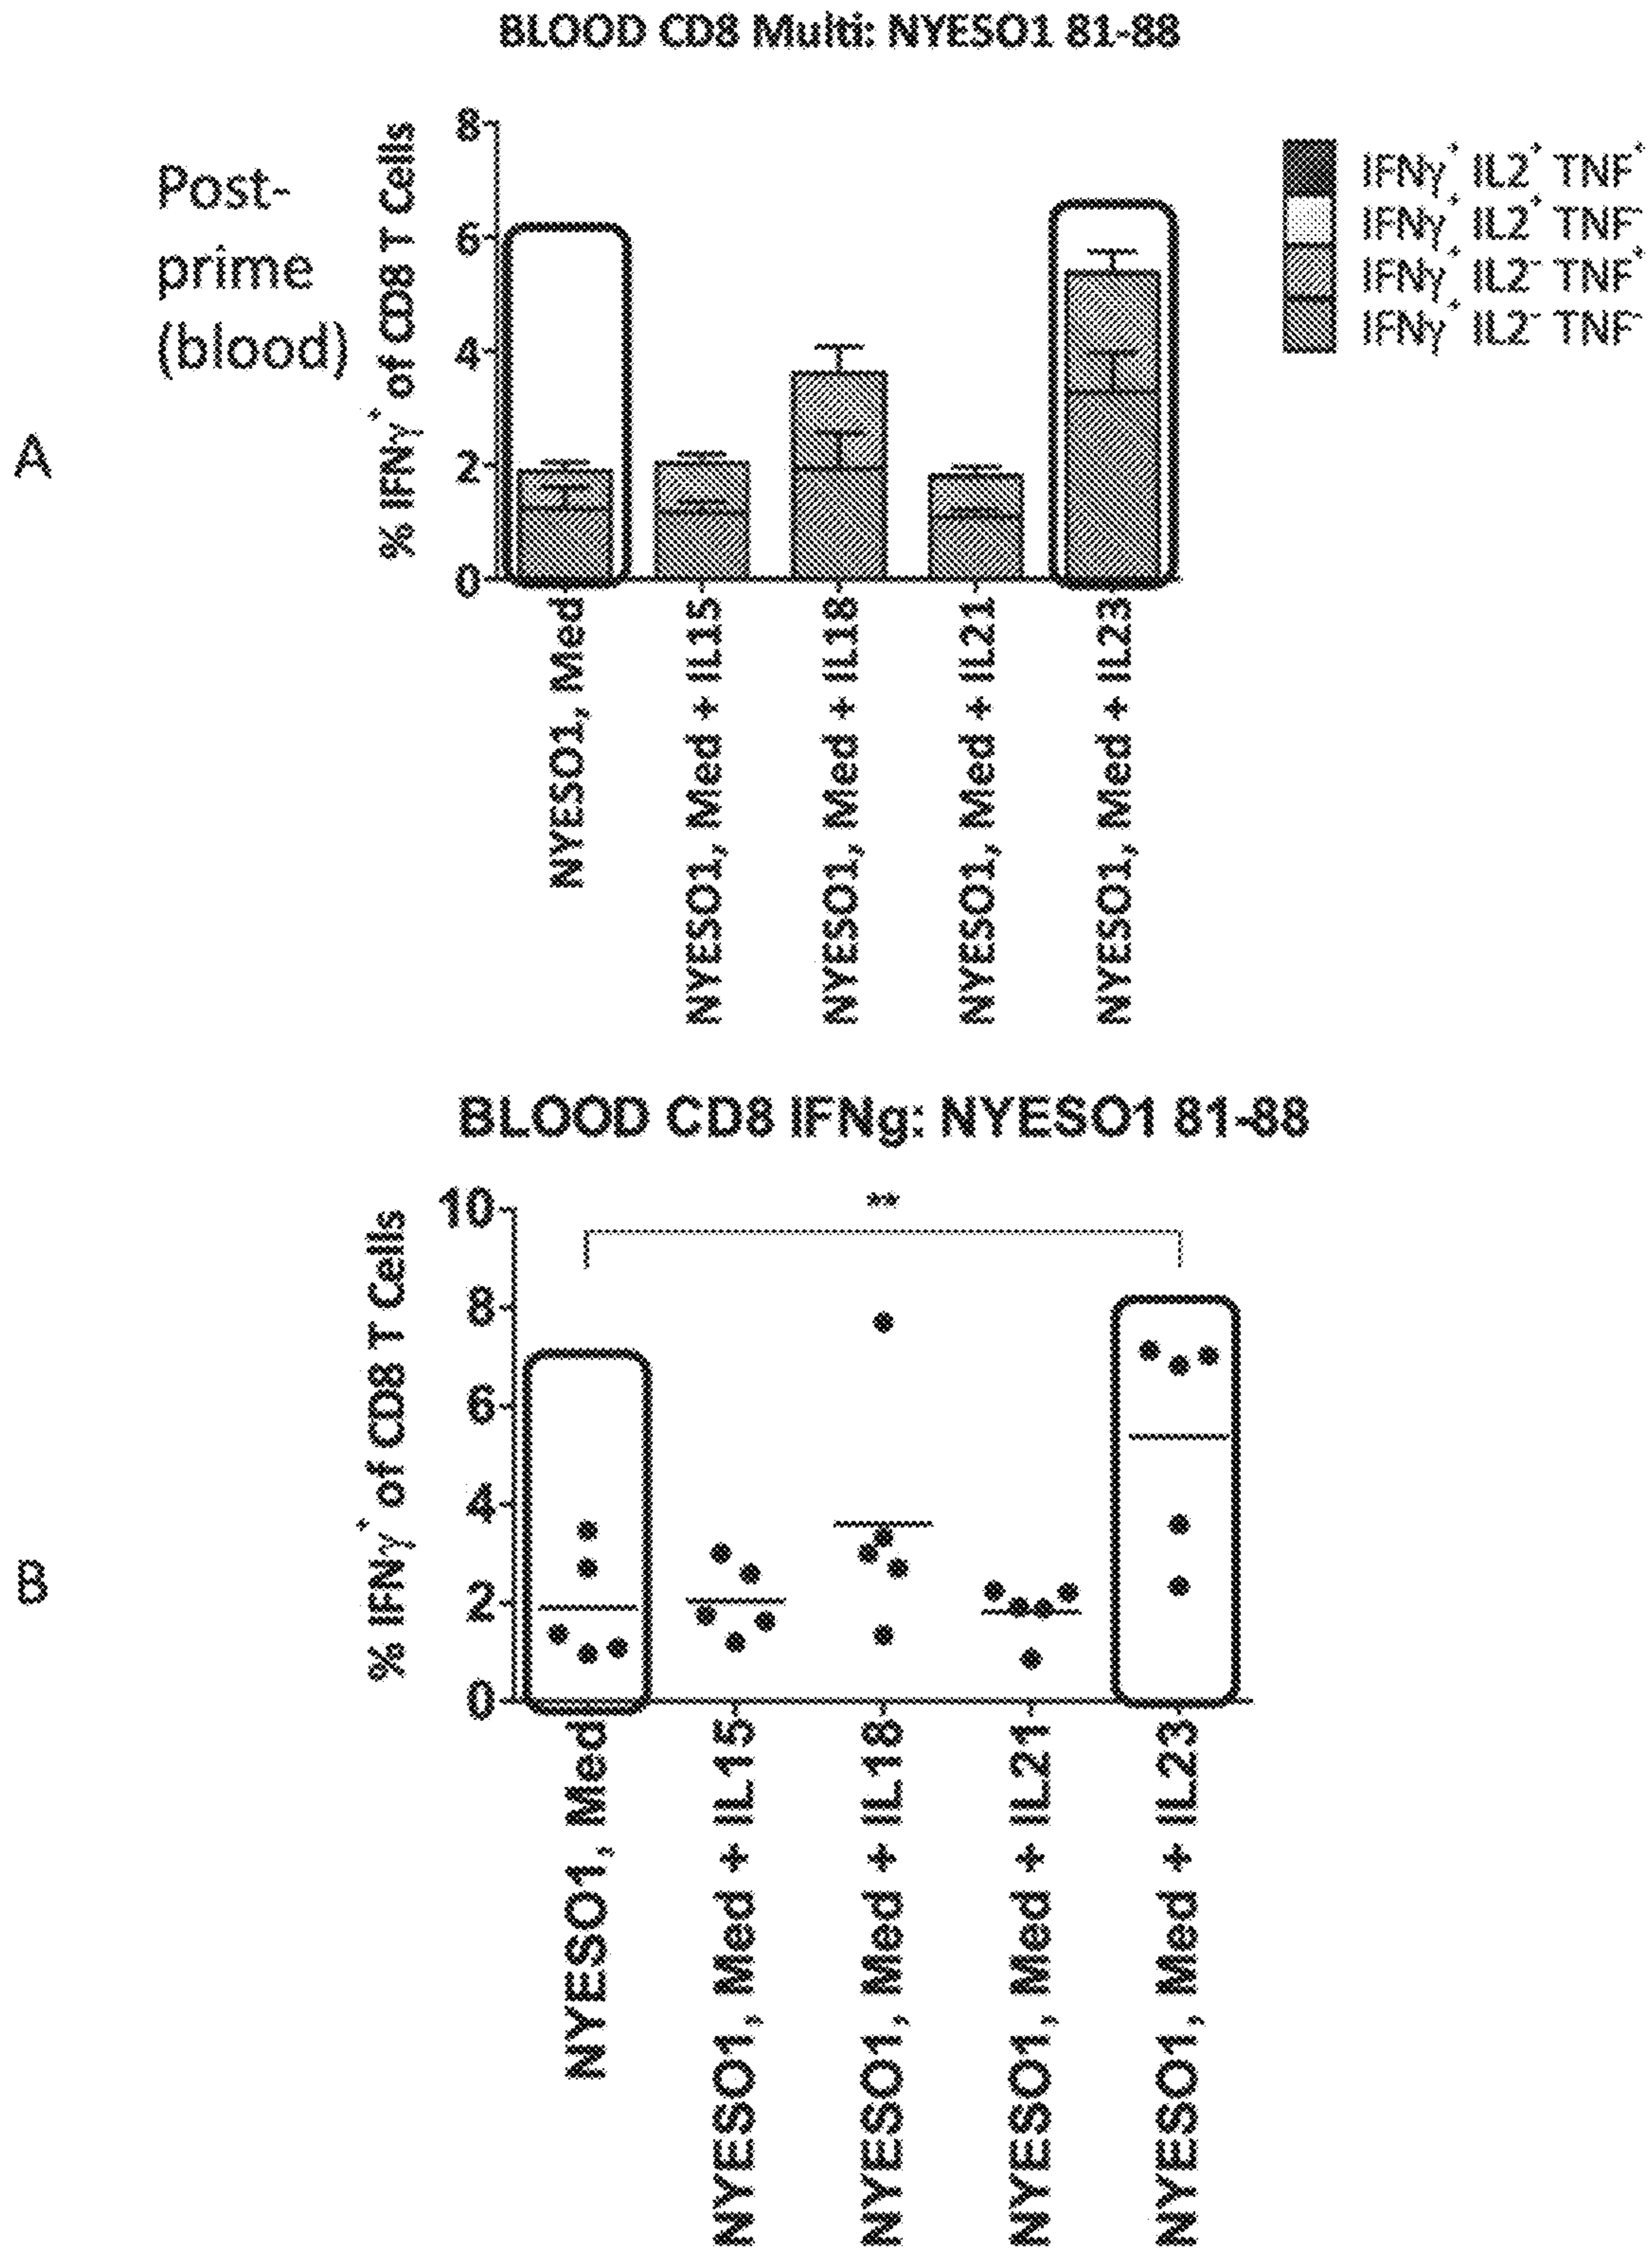 BLOOD CD8 Multi: NYESO1 81-88
Post-
prime
(blood)
A
% IFNγ⁺ of CD8 T Cells
8
6
4
2
0
IFNγ⁺ IL2⁺ TNF⁺
IFNγ⁺ IL2⁺ TNF⁻
IFNγ⁺ IL2⁻ TNF⁺
IFNγ⁺ IL2⁻ TNF⁻
NYESO1, Med
NYESO1, Med + IL15
NYESO1, Med + IL18
NYESO1, Med + IL21
NYESO1, Med + IL23
BLOOD CD8 IFNg: NYESO1 81-88
B
% IFNγ⁺ of CD8 T Cells
10
8
6
4
2
0
**
NYESO1, Med
NYESO1, Med + IL15
NYESO1, Med + IL18
NYESO1, Med + IL21
NYESO1, Med + IL23